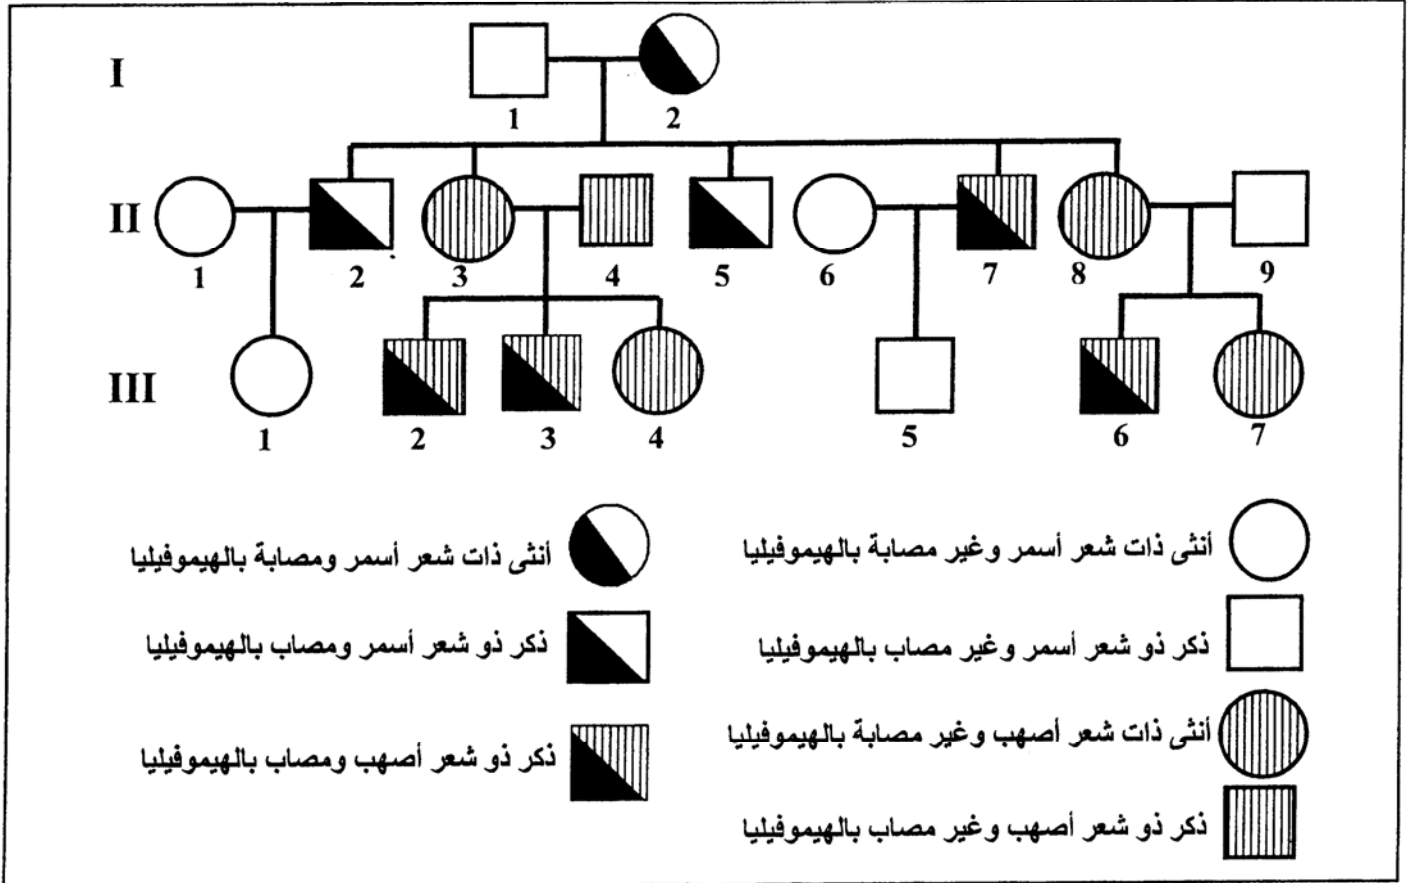 I
1 2
II
1 2 3 4 5 6 7 8 9
III
1 2 3 4 5 6 7
أنثى ذات شعر أسمر وغير مصابة بالهيموفيليا
ذكر ذو شعر أسمر وغير مصاب بالهيموفيليا
أنثى ذات شعر أصهب وغير مصابة بالهيموفيليا
ذكر ذو شعر أصهب وغير مصاب بالهيموفيليا
أنثى ذات شعر أسمر ومصابة بالهيموفيليا
ذكر ذو شعر أسمر ومصاب بالهيموفيليا
ذكر ذو شعر أصهب ومصاب بالهيموفيليا